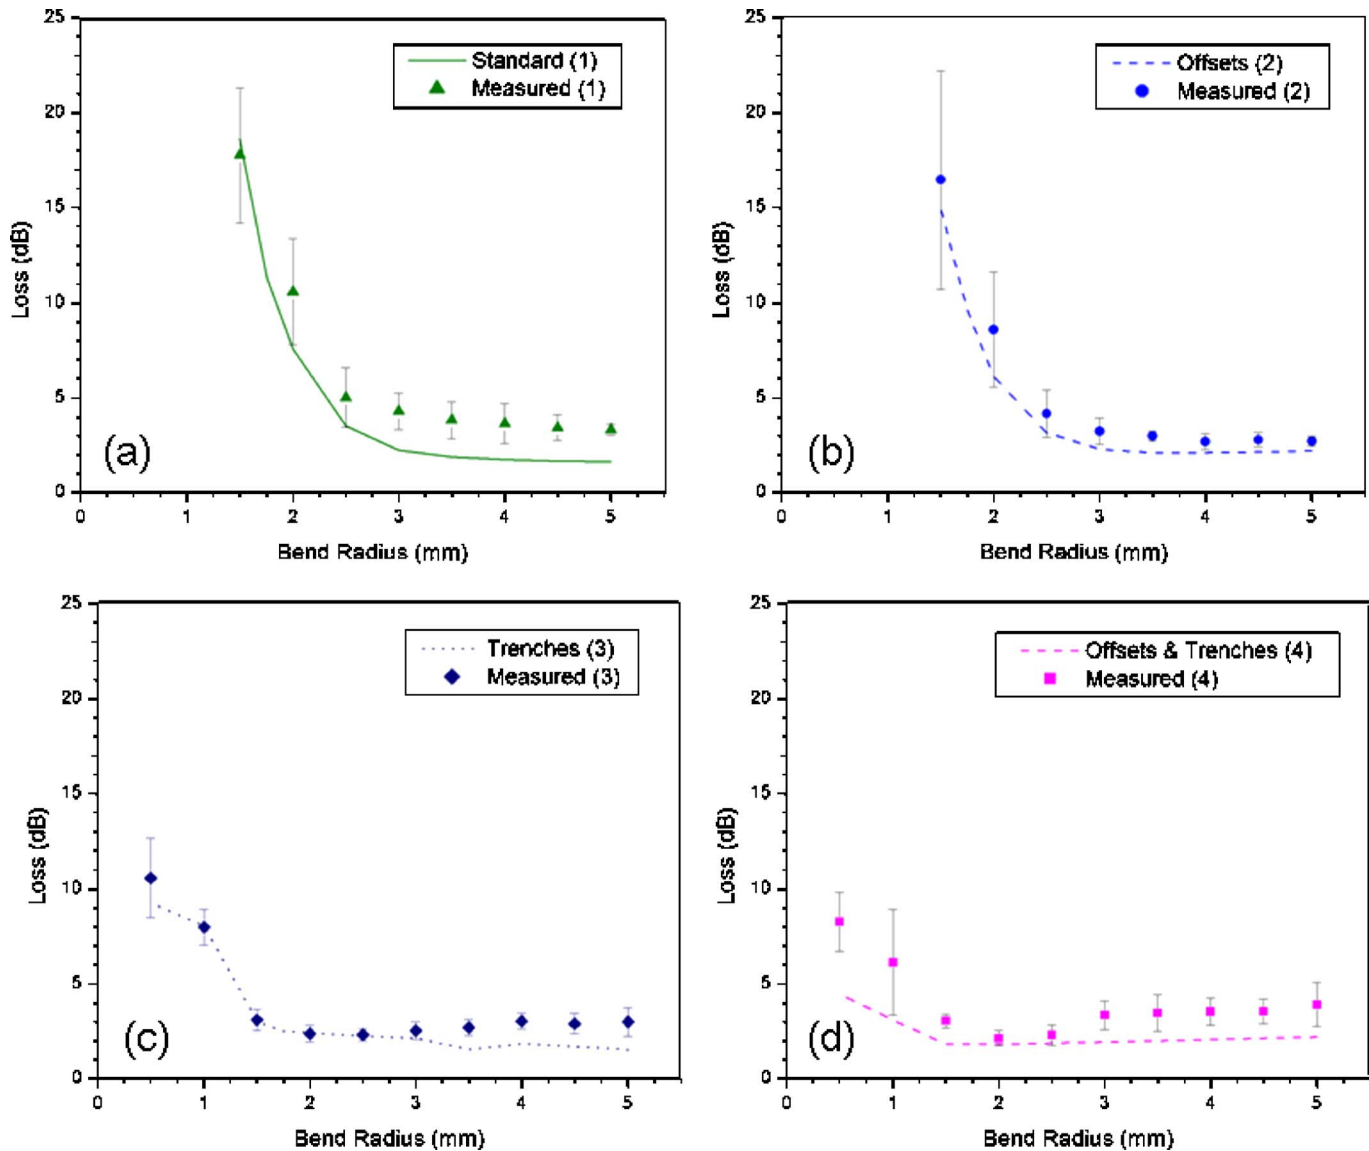 25
20
15
10
5
0
Loss (dB)
Standard (1)
Measured (1)
(a)
0 1 2 3 4 5
Bend Radius (mm)
25
20
15
10
5
0
Loss (dB)
Offsets (2)
Measured (2)
(b)
0 1 2 3 4 5
Bend Radius (mm)
25
20
15
10
5
0
Loss (dB)
Trenches (3)
Measured (3)
(c)
0 1 2 3 4 5
Bend Radius (mm)
25
20
15
10
5
0
Loss (dB)
Offsets & Trenches (4)
Measured (4)
(d)
0 1 2 3 4 5
Bend Radius (mm)